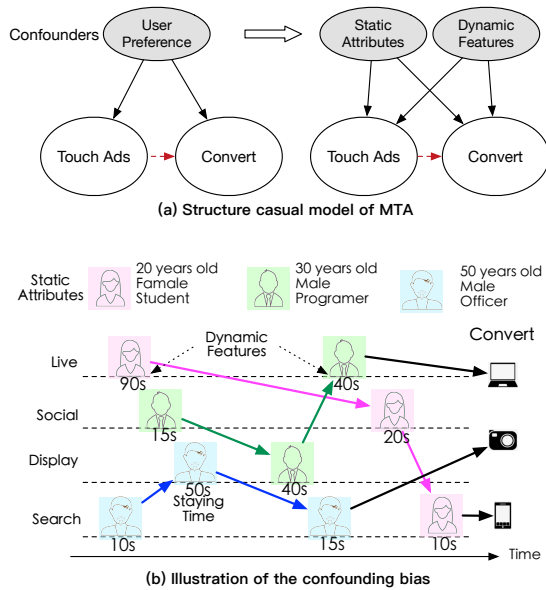 Confounders
User
Preference
Static
Attributes
Dynamic
Features
Touch Ads
Convert
Touch Ads
Convert
(a) Structure casual model of MTA
Static
Attributes
20 years old
Famale
Student
30 years old
Male
Programer
50 years old
Male
Officer
Convert
Live
Dynamic
Features
90s
40s
Social
15s
20s
Display
50s
Staying
Time
40s
Search
10s
15s
10s
Time
(b) Illustration of the confounding bias